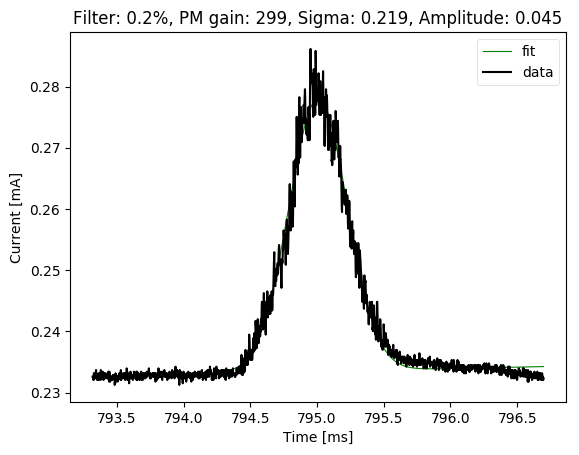 Filter: 0.2%, PM gain: 299, Sigma: 0.219, Amplitude: 0.045
fit
data
Current [mA]
0.28
0.27
0.26
0.25
0.24
0.23
793.5 794.0 794.5 795.0 795.5 796.0 796.5
Time [ms]